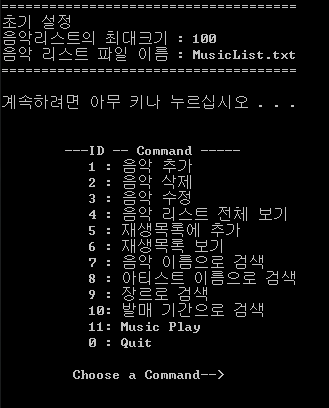 ===================================
초기 설정
음악리스트의 최대크기 : 100
음악 리스트 파일 이름 : MusicList.txt
===================================
계속하려면 아무 키나 누르십시오 . . .
---ID -- Command -----
1 : 음악 추가
2 : 음악 삭제
3 : 음악 수정
4 : 음악 리스트 전체 보기
5 : 재생목록에 추가
6 : 재생목록 보기
7 : 음악 이름으로 검색
8 : 아티스트 이름으로 검색
9 : 장르로 검색
10: 발매 기간으로 검색
11: Music Play
0 : Quit
Choose a Command-->